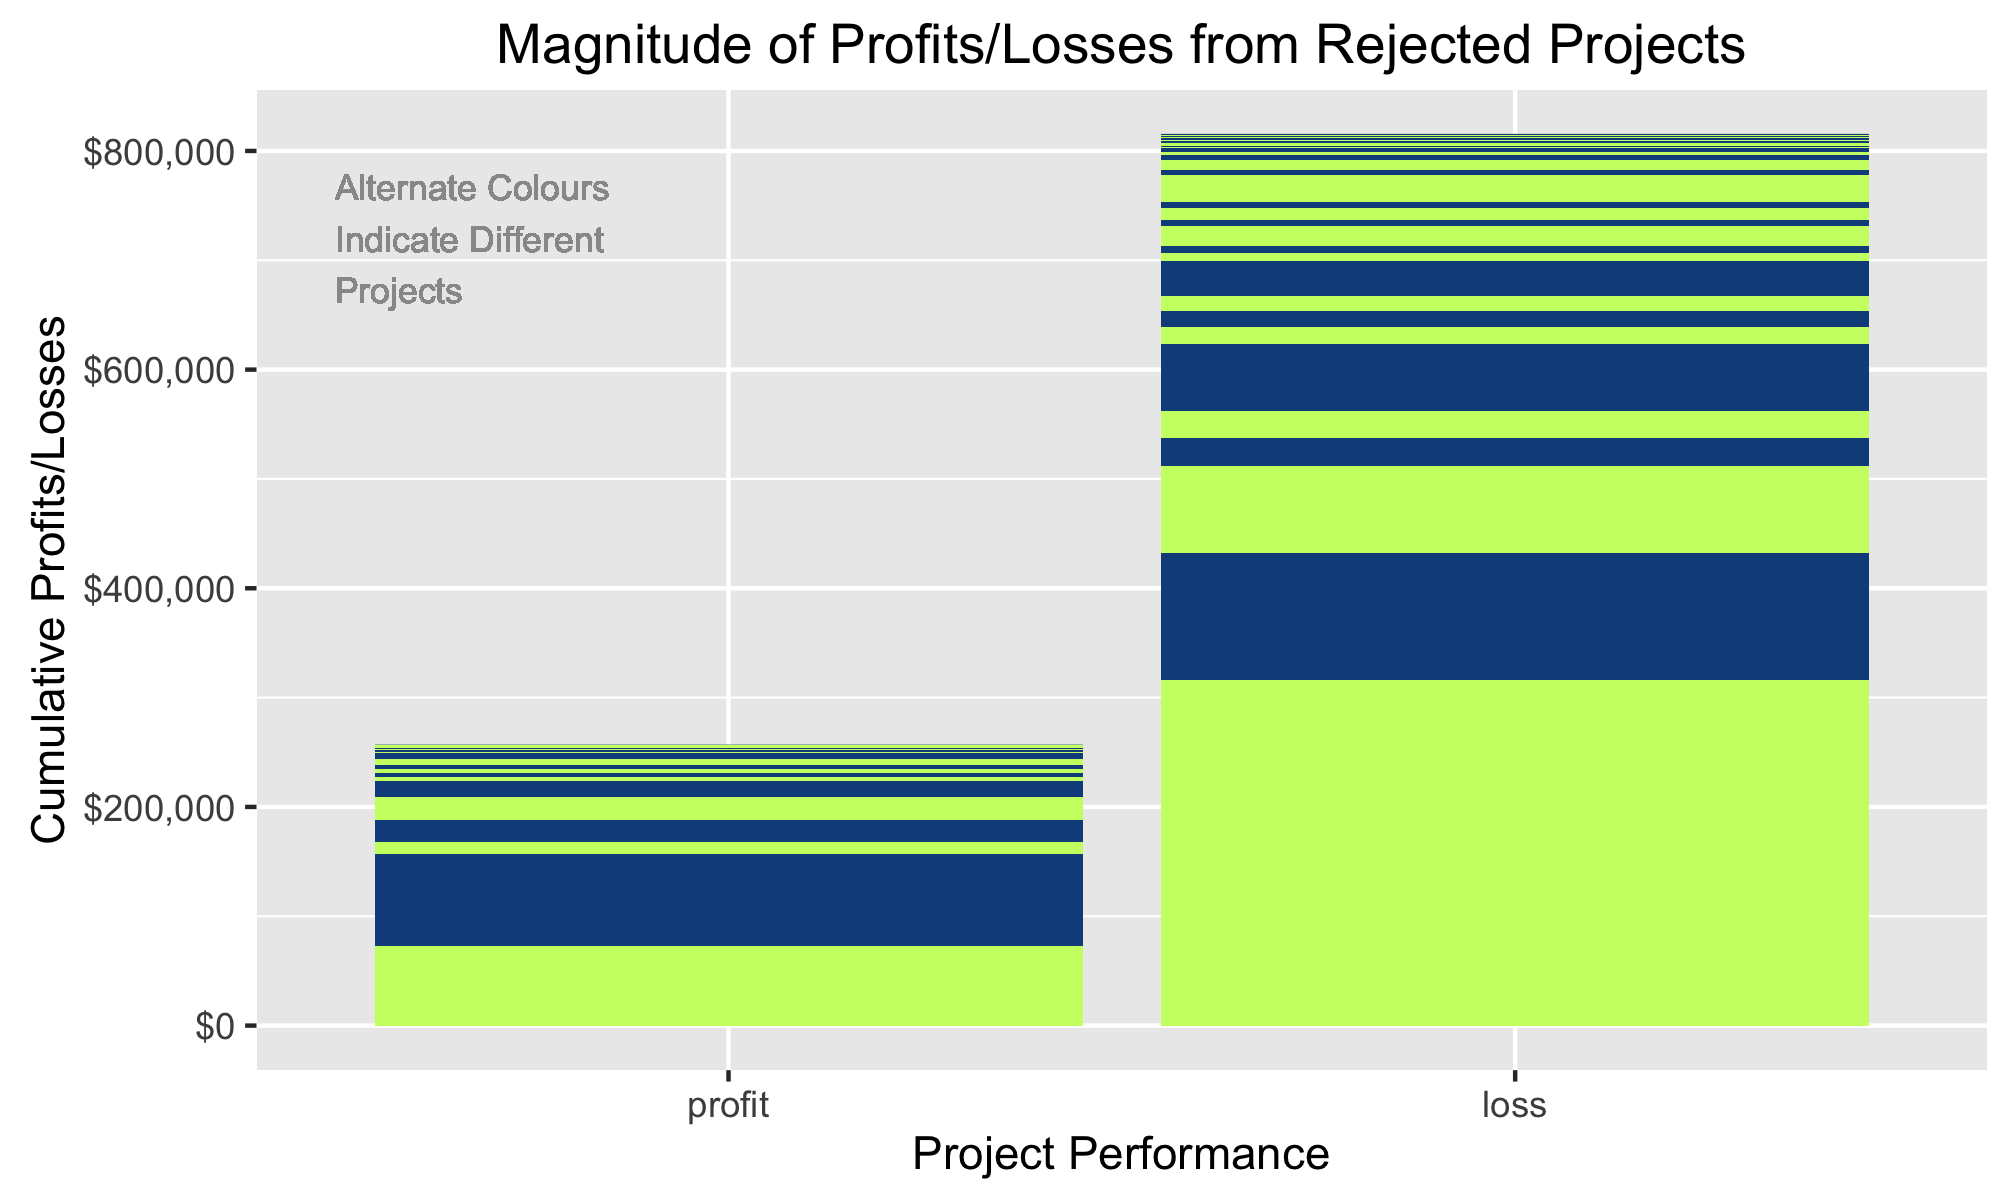 Magnitude of Profits/Losses from Rejected Projects
$800,000
Alternate Colours
Indicate Different
Projects
$600,000
Cumulative Profits/Losses
$400,000
$200,000
$0
profit
loss
Project Performance